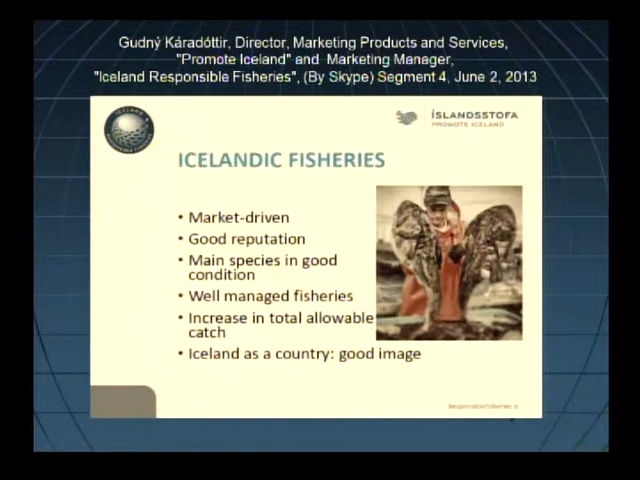 Gudný Káradóttir, Director, Marketing Products and Services,
"Promote Iceland" and Marketing Manager,
"Iceland Responsible Fisheries", (By Skype) Segment 4, June 2, 2013
ÍSLANDSSTOFA
PROMOTE ICELAND
ICELANDIC FISHERIES
• Market-driven
• Good reputation
• Main species in good
condition
• Well managed fisheries
• Increase in total allowable
catch
• Iceland as a country: good image
ResponsibleFisheries.is